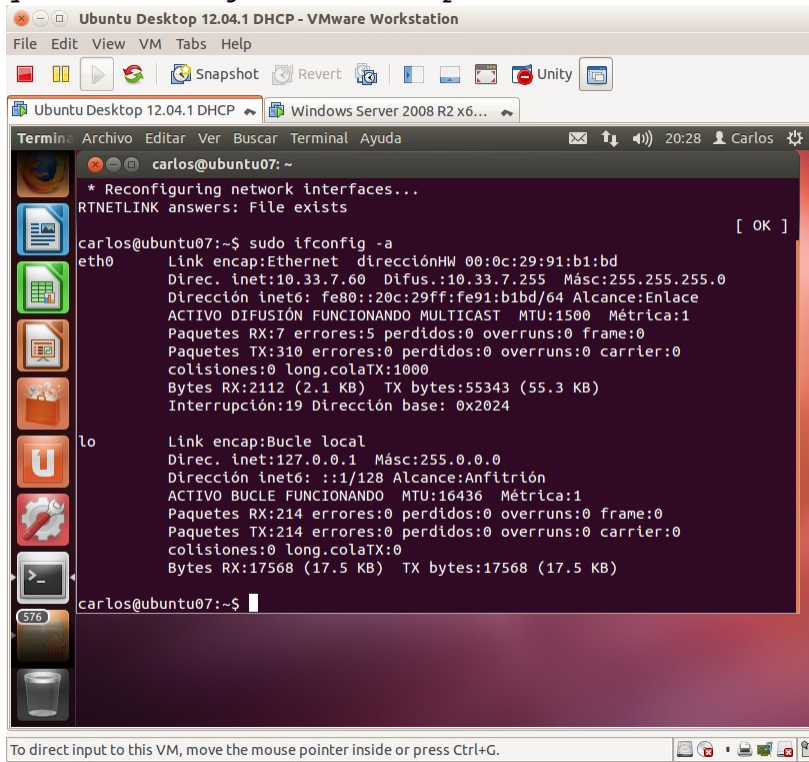 Ubuntu Desktop 12.04.1 DHCP - VMware Workstation
File Edit View VM Tabs Help
Snapshot Revert Unity
Ubuntu Desktop 12.04.1 DHCP Windows Server 2008 R2 x6...
Termina Archivo Editar Ver Buscar Terminal Ayuda 20:28 Carlos
carlos@ubuntu07: ~
* Reconfiguring network interfaces...
RTNETLINK answers: File exists
[ OK ]
carlos@ubuntu07:~$ sudo ifconfig -a
eth0 Link encap:Ethernet direcciónHW 00:0c:29:91:b1:bd
Direc. inet:10.33.7.60 Difus.:10.33.7.255 Másc:255.255.255.0
Dirección inet6: fe80::20c:29ff:fe91:b1bd/64 Alcance:Enlace
ACTIVO DIFUSIÓN FUNCIONANDO MULTICAST MTU:1500 Métrica:1
Paquetes RX:7 errores:5 perdidos:0 overruns:0 frame:0
Paquetes TX:310 errores:0 perdidos:0 overruns:0 carrier:0
colisiones:0 long.colaTX:1000
Bytes RX:2112 (2.1 KB) TX bytes:55343 (55.3 KB)
Interrupción:19 Dirección base: 0x2024
lo Link encap:Bucle local
Direc. inet:127.0.0.1 Másc:255.0.0.0
Dirección inet6: ::1/128 Alcance:Anfitrión
ACTIVO BUCLE FUNCIONANDO MTU:16436 Métrica:1
Paquetes RX:214 errores:0 perdidos:0 overruns:0 frame:0
Paquetes TX:214 errores:0 perdidos:0 overruns:0 carrier:0
colisiones:0 long.colaTX:0
Bytes RX:17568 (17.5 KB) TX bytes:17568 (17.5 KB)
carlos@ubuntu07:~$
576
To direct input to this VM, move the mouse pointer inside or press Ctrl+G.